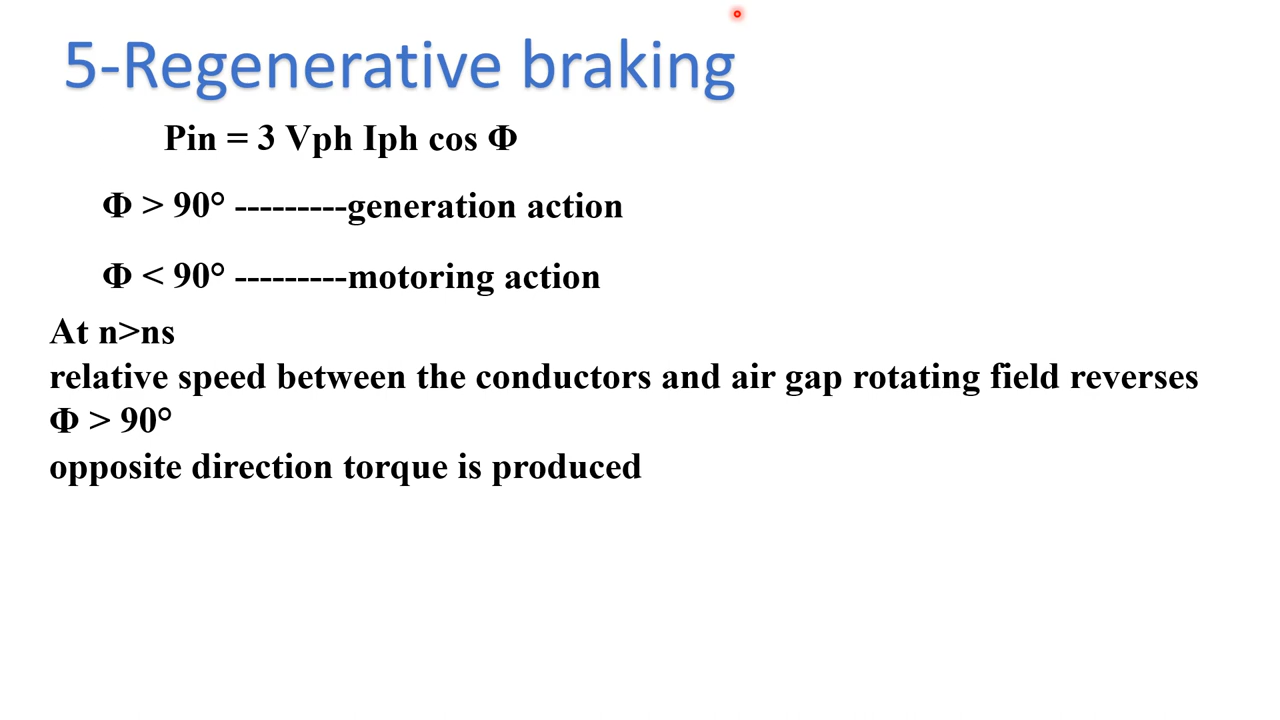 5-Regenerative braking
Pin = 3 Vph Iph cos Φ
Φ > 90° ---------generation action
Φ < 90° ---------motoring action
At n>ns
relative speed between the conductors and air gap rotating field reverses
Φ > 90°
opposite direction torque is produced